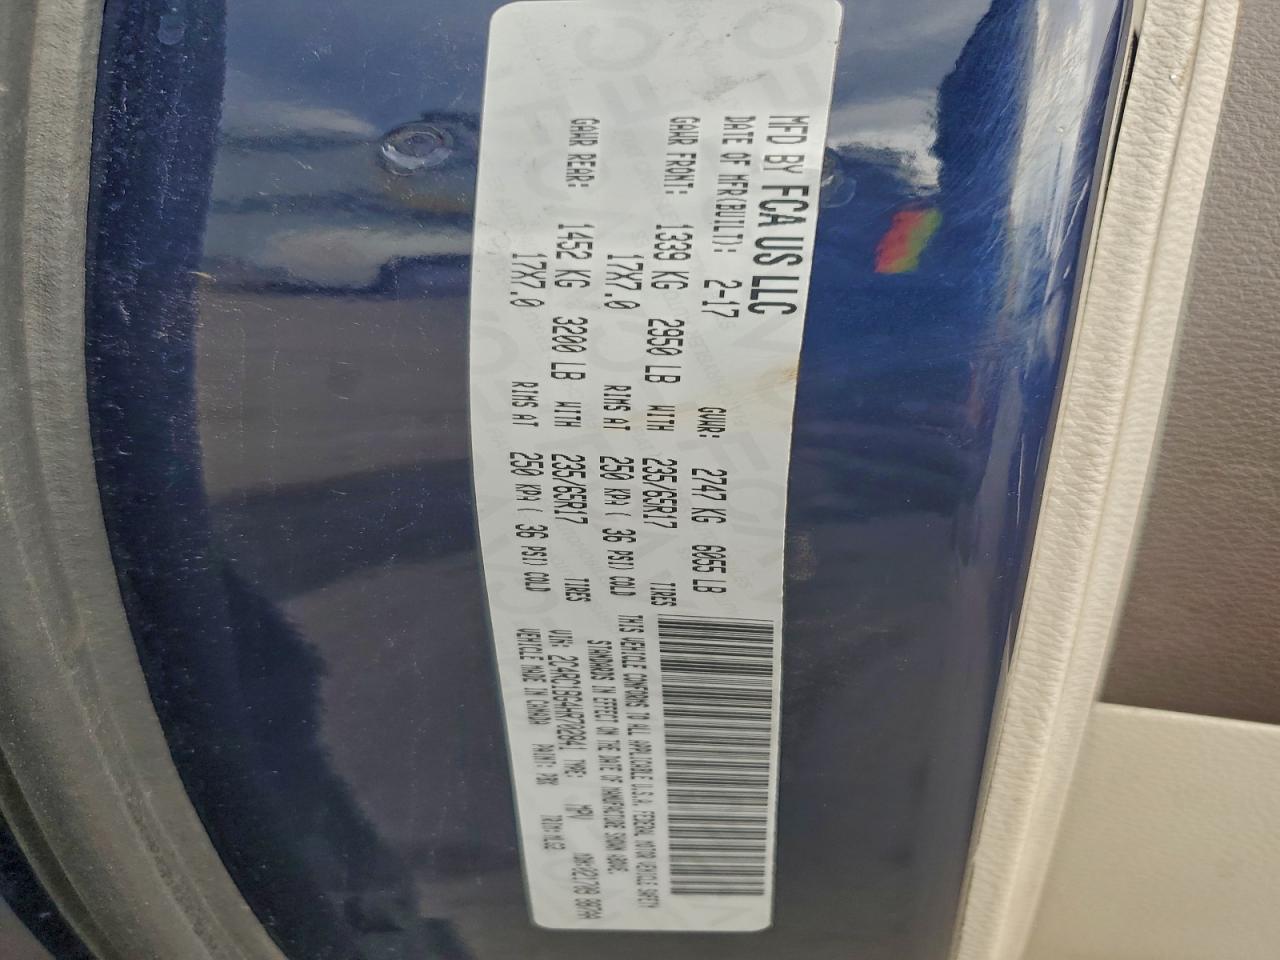 MFD BY FCA US LLC
DATE OF MFR(BUILT): 2-17 GVWR: 2747 KG 6055 LB
GAWR FRONT: 1339 KG 2950 LB WITH 235/65R17 TIRES
17X7.0 RIMS AT 250 KPA( 36 PSI) COLD
GAWR REAR: 1452 KG 3200 LB WITH 235/65R17 TIRES
17X7.0 RIMS AT 250 KPA( 36 PSI) COLD
THIS VEHICLE CONFORMS TO ALL APPLICABLE U.S.A. FEDERAL MOTOR VEHICLE SAFETY
STANDARDS IN EFFECT ON THE DATE OF MANUFACTURE SHOWN ABOVE.
VIN: 2C4RC1BG4HR702841 TYPE: MPV
VEHICLE MADE IN CANADA PAINT: PBX